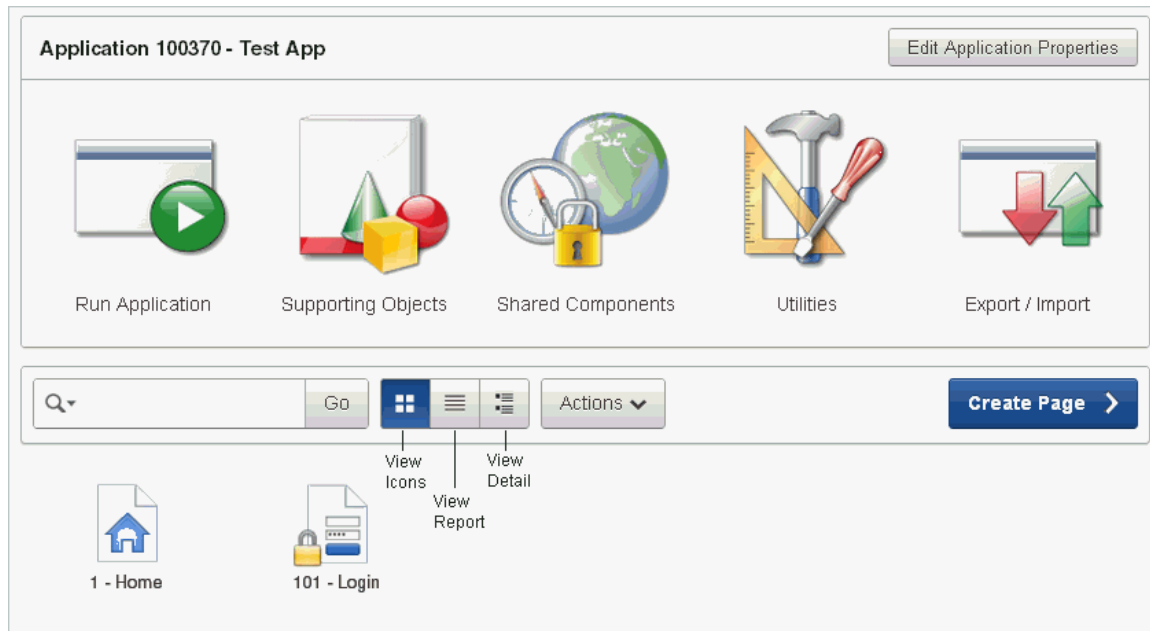 Application 100370 - Test App
Edit Application Properties
Run Application
Supporting Objects
Shared Components
Utilities
Export / Import
Go
Actions
Create Page
View
Icons
View
Report
View
Detail
1 - Home
101 - Login